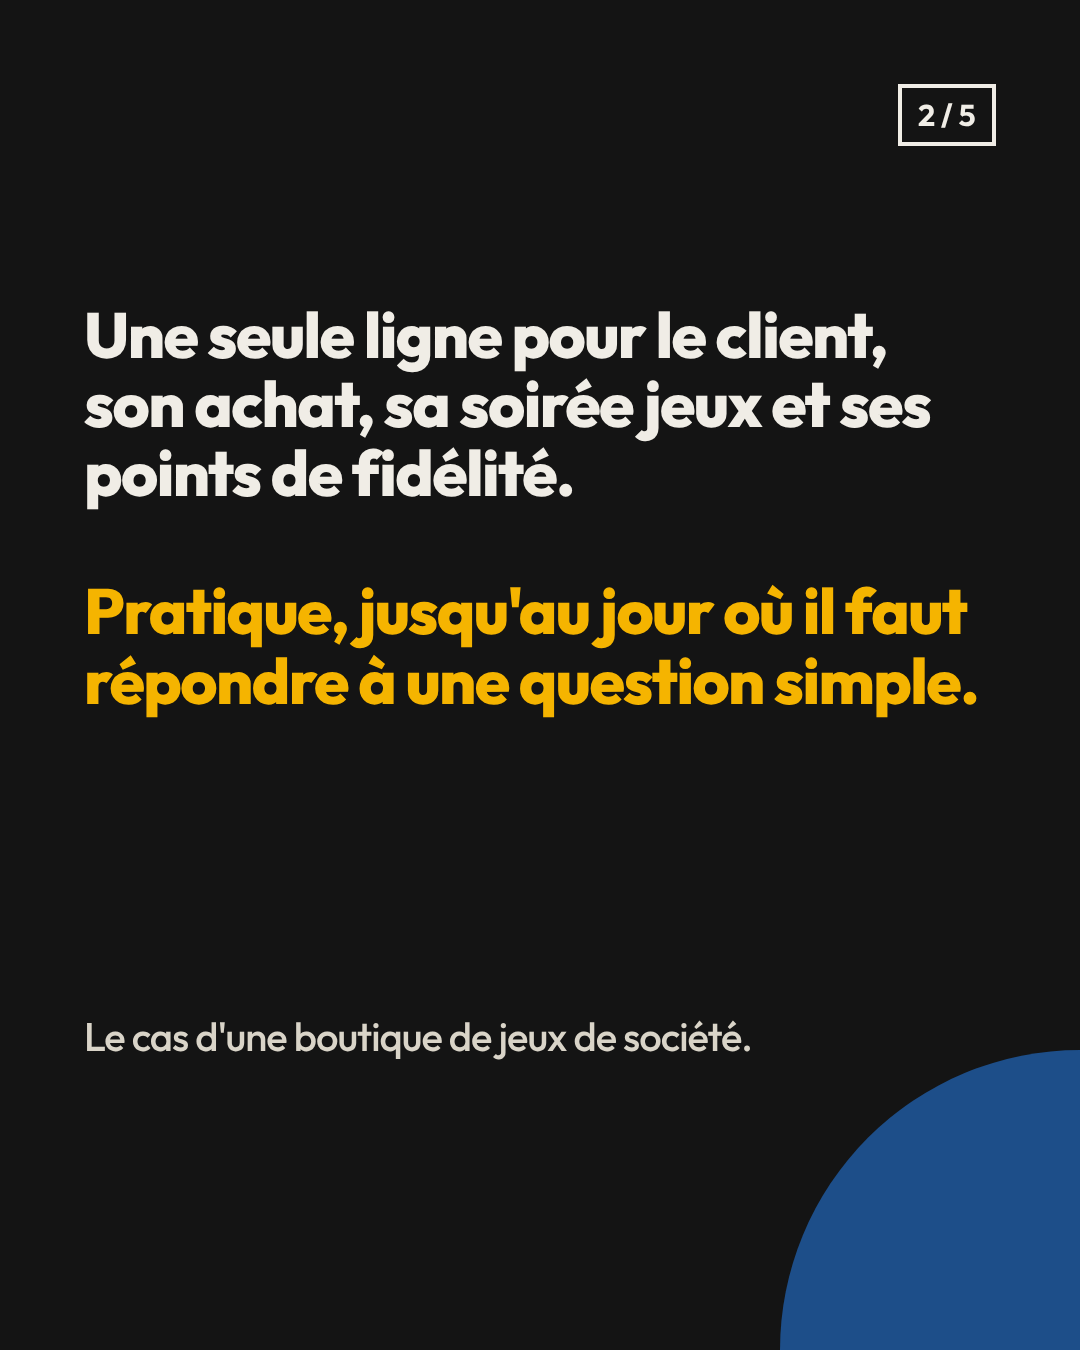 2 / 5
Une seule ligne pour le client,
son achat, sa soirée jeux et ses
points de fidélité.
Pratique, jusqu'au jour où il faut
répondre à une question simple.
Le cas d'une boutique de jeux de société.